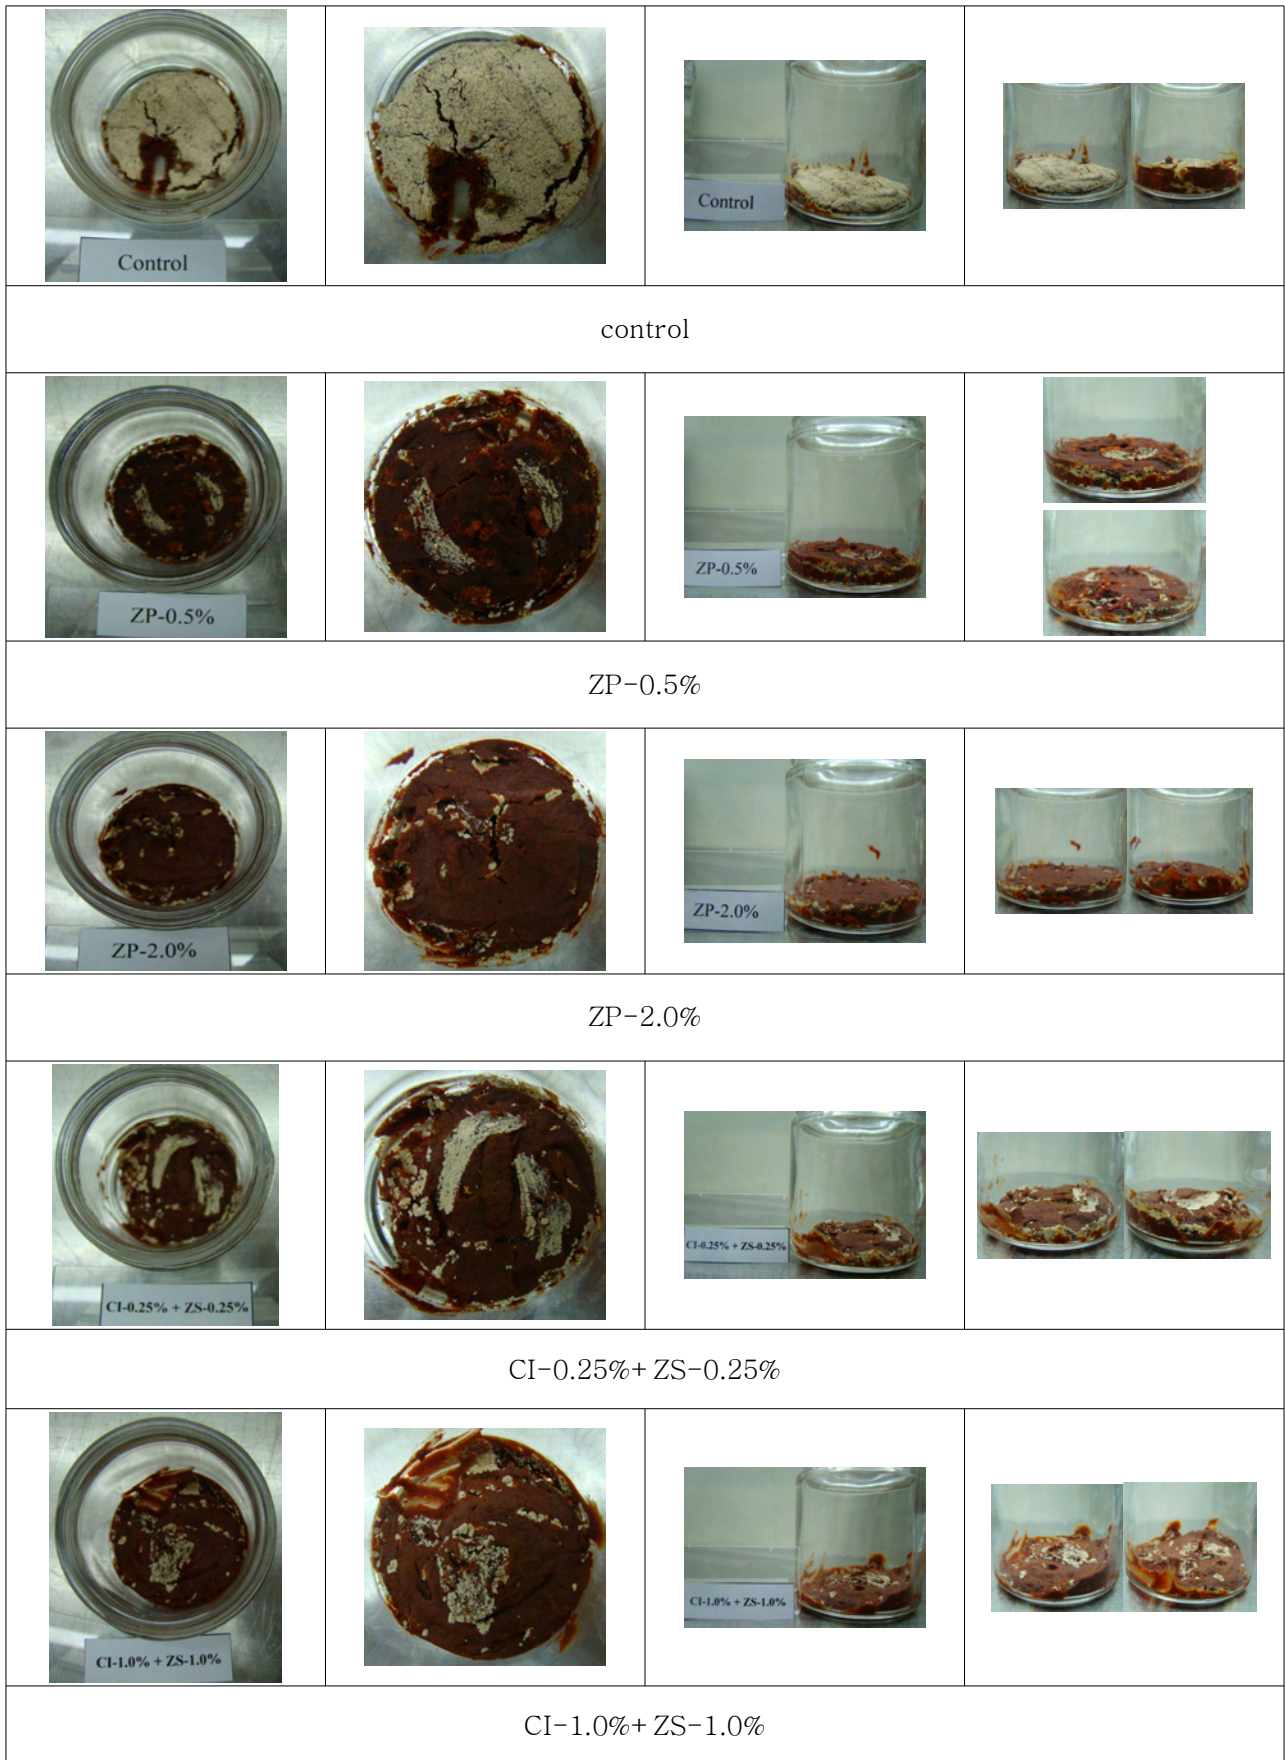 Control
Control
control
ZP-0.5%
ZP-0.5%
ZP-0.5%
ZP-2.0%
ZP-2.0%
ZP-2.0%
CI-0.25% + ZS-0.25%
CI-0.25% + ZS-0.25%
CI-0.25%+ ZS-0.25%
CI-1.0% + ZS-1.0%
CI-1.0% + ZS-1.0%
CI-1.0%+ ZS-1.0%